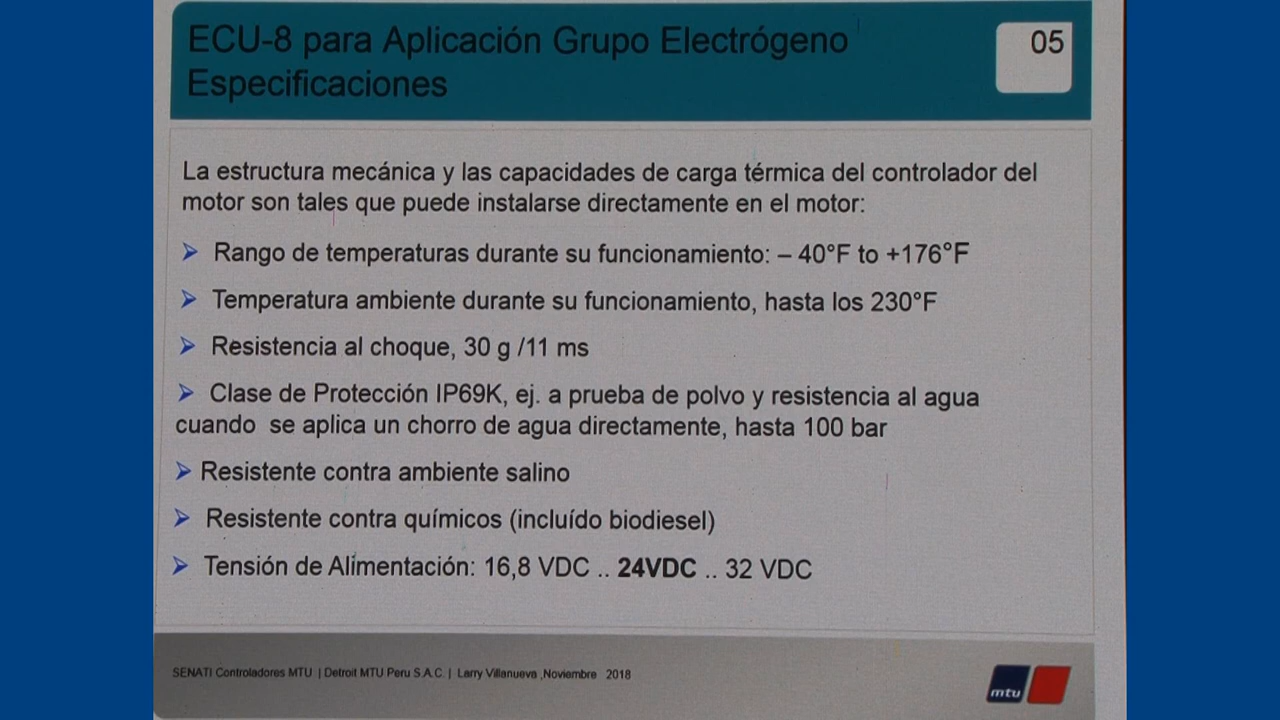 ECU-8 para Aplicación Grupo Electrógeno
Especificaciones
05
La estructura mecánica y las capacidades de carga térmica del controlador del
motor son tales que puede instalarse directamente en el motor:
Rango de temperaturas durante su funcionamiento: – 40°F to +176°F
Temperatura ambiente durante su funcionamiento, hasta los 230°F
Resistencia al choque, 30 g /11 ms
Clase de Protección IP69K, ej. a prueba de polvo y resistencia al agua
cuando se aplica un chorro de agua directamente, hasta 100 bar
Resistente contra ambiente salino
Resistente contra químicos (incluído biodiesel)
Tensión de Alimentación: 16,8 VDC .. 24VDC .. 32 VDC
SENATI Controladores MTU | Detroit MTU Peru S.A.C. | Larry Villanueva ,Noviembre 2018
mtu